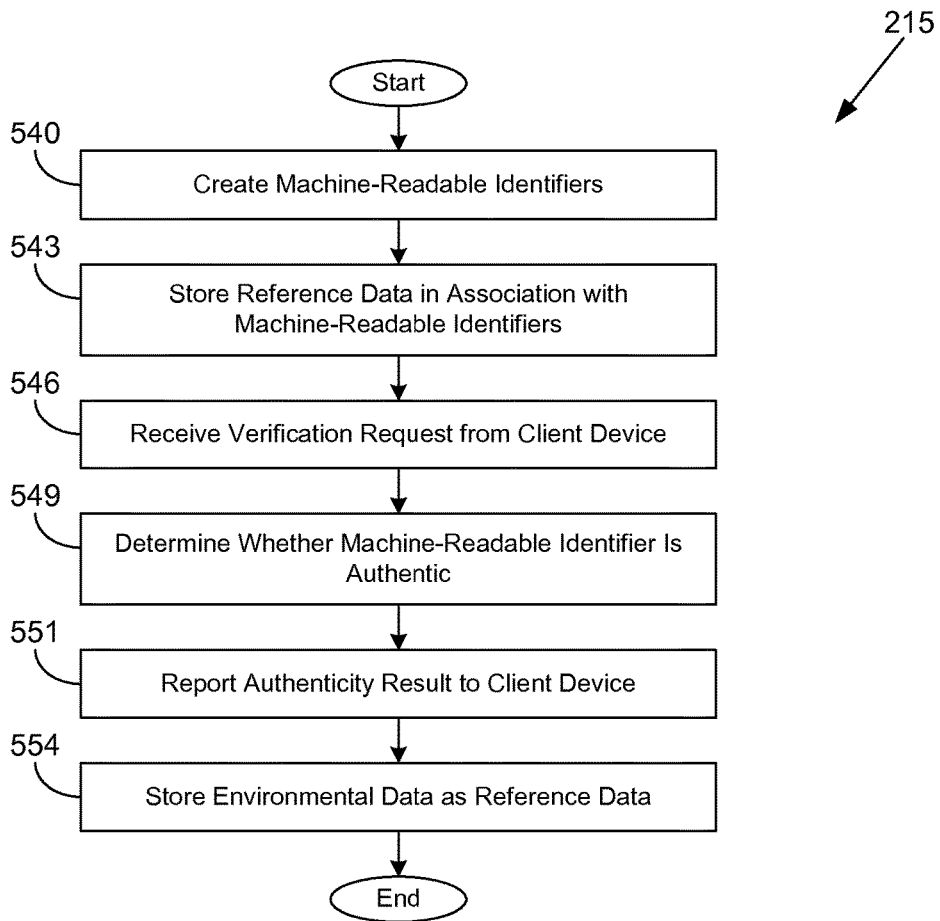 215
Start
540
Create Machine-Readable Identifiers
543
Store Reference Data in Association with
Machine-Readable Identifiers
546
Receive Verification Request from Client Device
549
Determine Whether Machine-Readable Identifier Is
Authentic
551
Report Authenticity Result to Client Device
554
Store Environmental Data as Reference Data
End